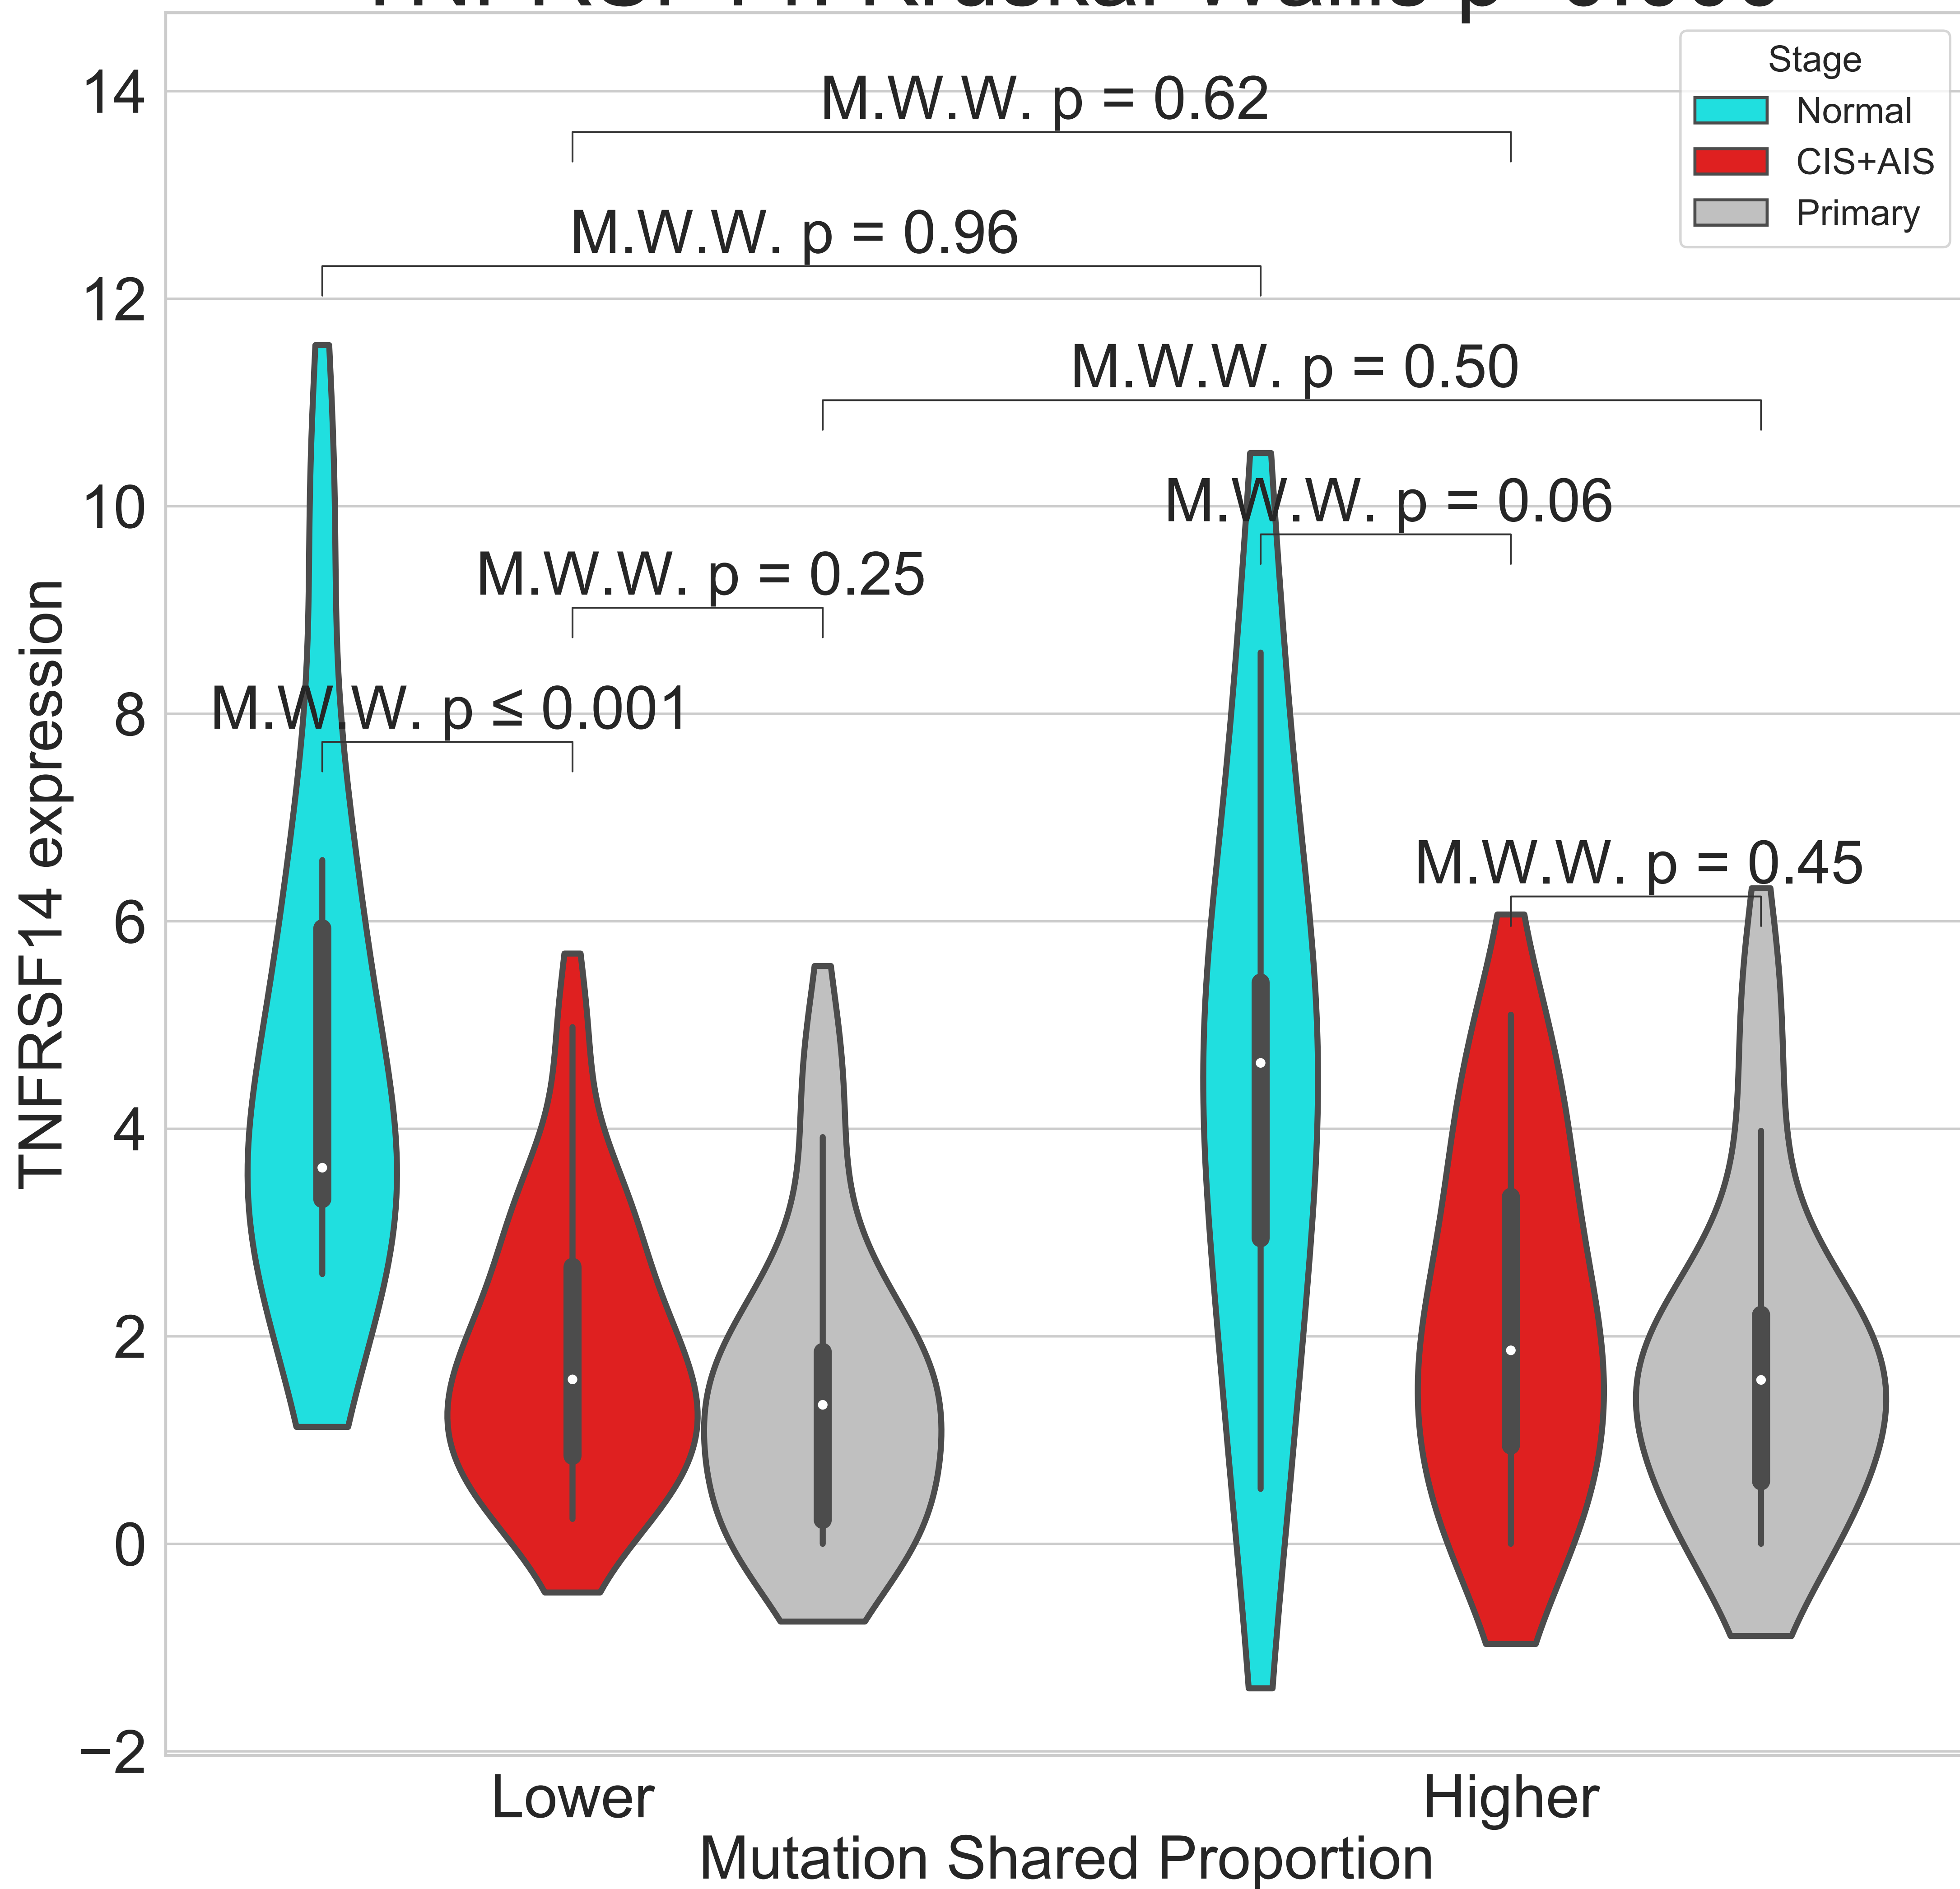 14
12
10
8
6
4
2
0
−2
TNFRSF14 expression
Stage
Normal
CIS+AIS
Primary
M.W.W. p = 0.62
M.W.W. p = 0.96
M.W.W. p = 0.50
M.W.W. p = 0.06
M.W.W. p = 0.25
M.W.W. p ≤ 0.001
M.W.W. p = 0.45
Lower
Higher
Mutation Shared Proportion